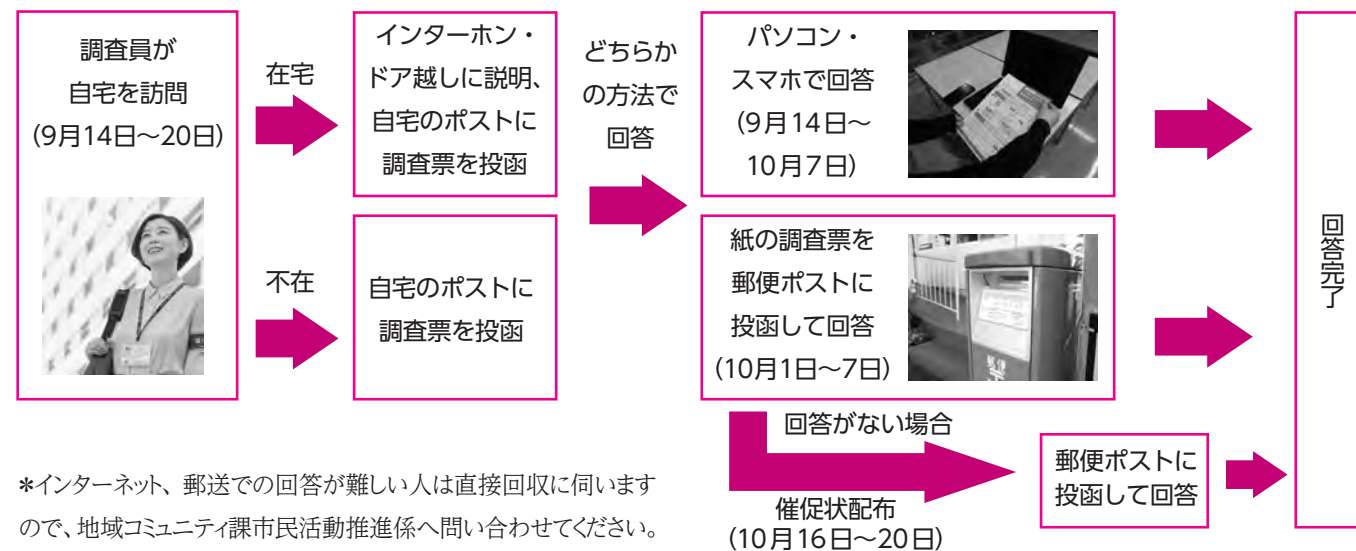 調査員が
自宅を訪問
(9月14日～20日)
在宅
インターホン・
ドア越しに説明、
自宅のポストに
調査票を投函
不在
自宅のポストに
調査票を投函
どちらか
の方法で
回答
パソコン・
スマホで回答
(9月14日～
10月7日)
紙の調査票を
郵便ポストに
投函して回答
(10月1日～7日)
郵便
回答がない場合
催促状配布
(10月16日～20日)
郵便ポストに
投函して回答
回答完了
*インターネット、郵送での回答が難しい人は直接回収に伺います
ので、地域コミュニティ課市民活動推進係へ問い合わせてください。